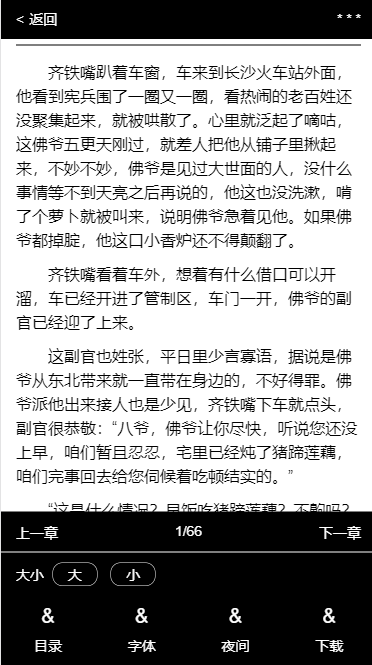 < 返回
***
齐铁嘴趴着车窗，车来到长沙火车站外面，
他看到宪兵围了一圈又一圈，看热闹的老百姓还
没聚集起来，就被哄散了。心里就泛起了嘀咕，
这佛爷五更天刚过，就差人把他从铺子里揪起
来，不妙不妙，佛爷是见过大世面的人，没什么
事情等不到天亮之后再说的，他这也没洗漱，啃
了个萝卜就被叫来，说明佛爷急着见他。如果佛
爷都掉腚，他这口小香炉还不得颠翻了。
齐铁嘴看着车外，想着有什么借口可以开
溜，车已经开进了管制区，车门一开，佛爷的副
官已经迎了上来。
这副官也姓张，平日里少言寡语，据说是佛
爷从东北带来就一直带在身边的，不好得罪。佛
爷派他出来接人也是少见，齐铁嘴下车就点头，
副官很恭敬：“八爷，佛爷让你尽快，听说您还没
上早，咱们暂且忍忍，宅里已经炖了猪蹄莲藕，
咱们完事回去给您伺候着吃顿结实的。”
“这是什么情况？早饭吃猪蹄莲藕？不齁吗？
上一章
1/66
下一章
大小 大 小
& & & &
目录 字体 夜间 下载